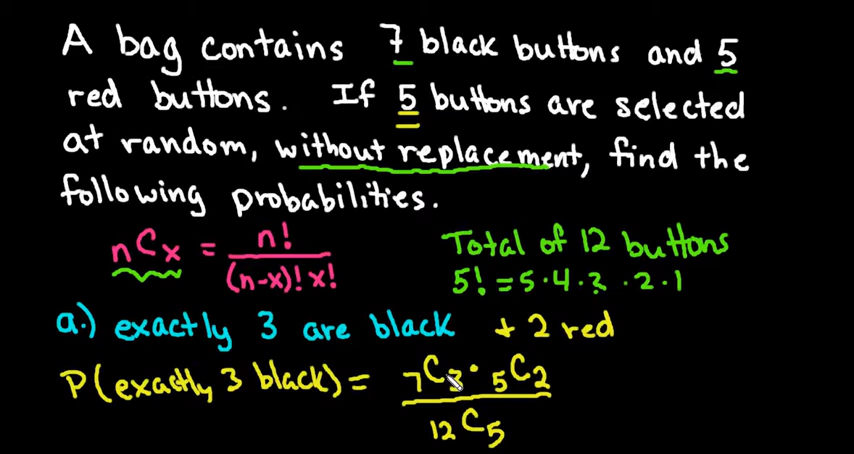 A bag contains 7 black buttons and 5
red buttons. If 5 buttons are selected
at random, without replacement, find the
following probabilities.
nCx = n! / (n-x)! x!
Total of 12 buttons
5! = 5·4·3·2·1
a.) exactly 3 are black + 2 red
P(exactly 3 black) = 7C3 · 5C2 / 12C5